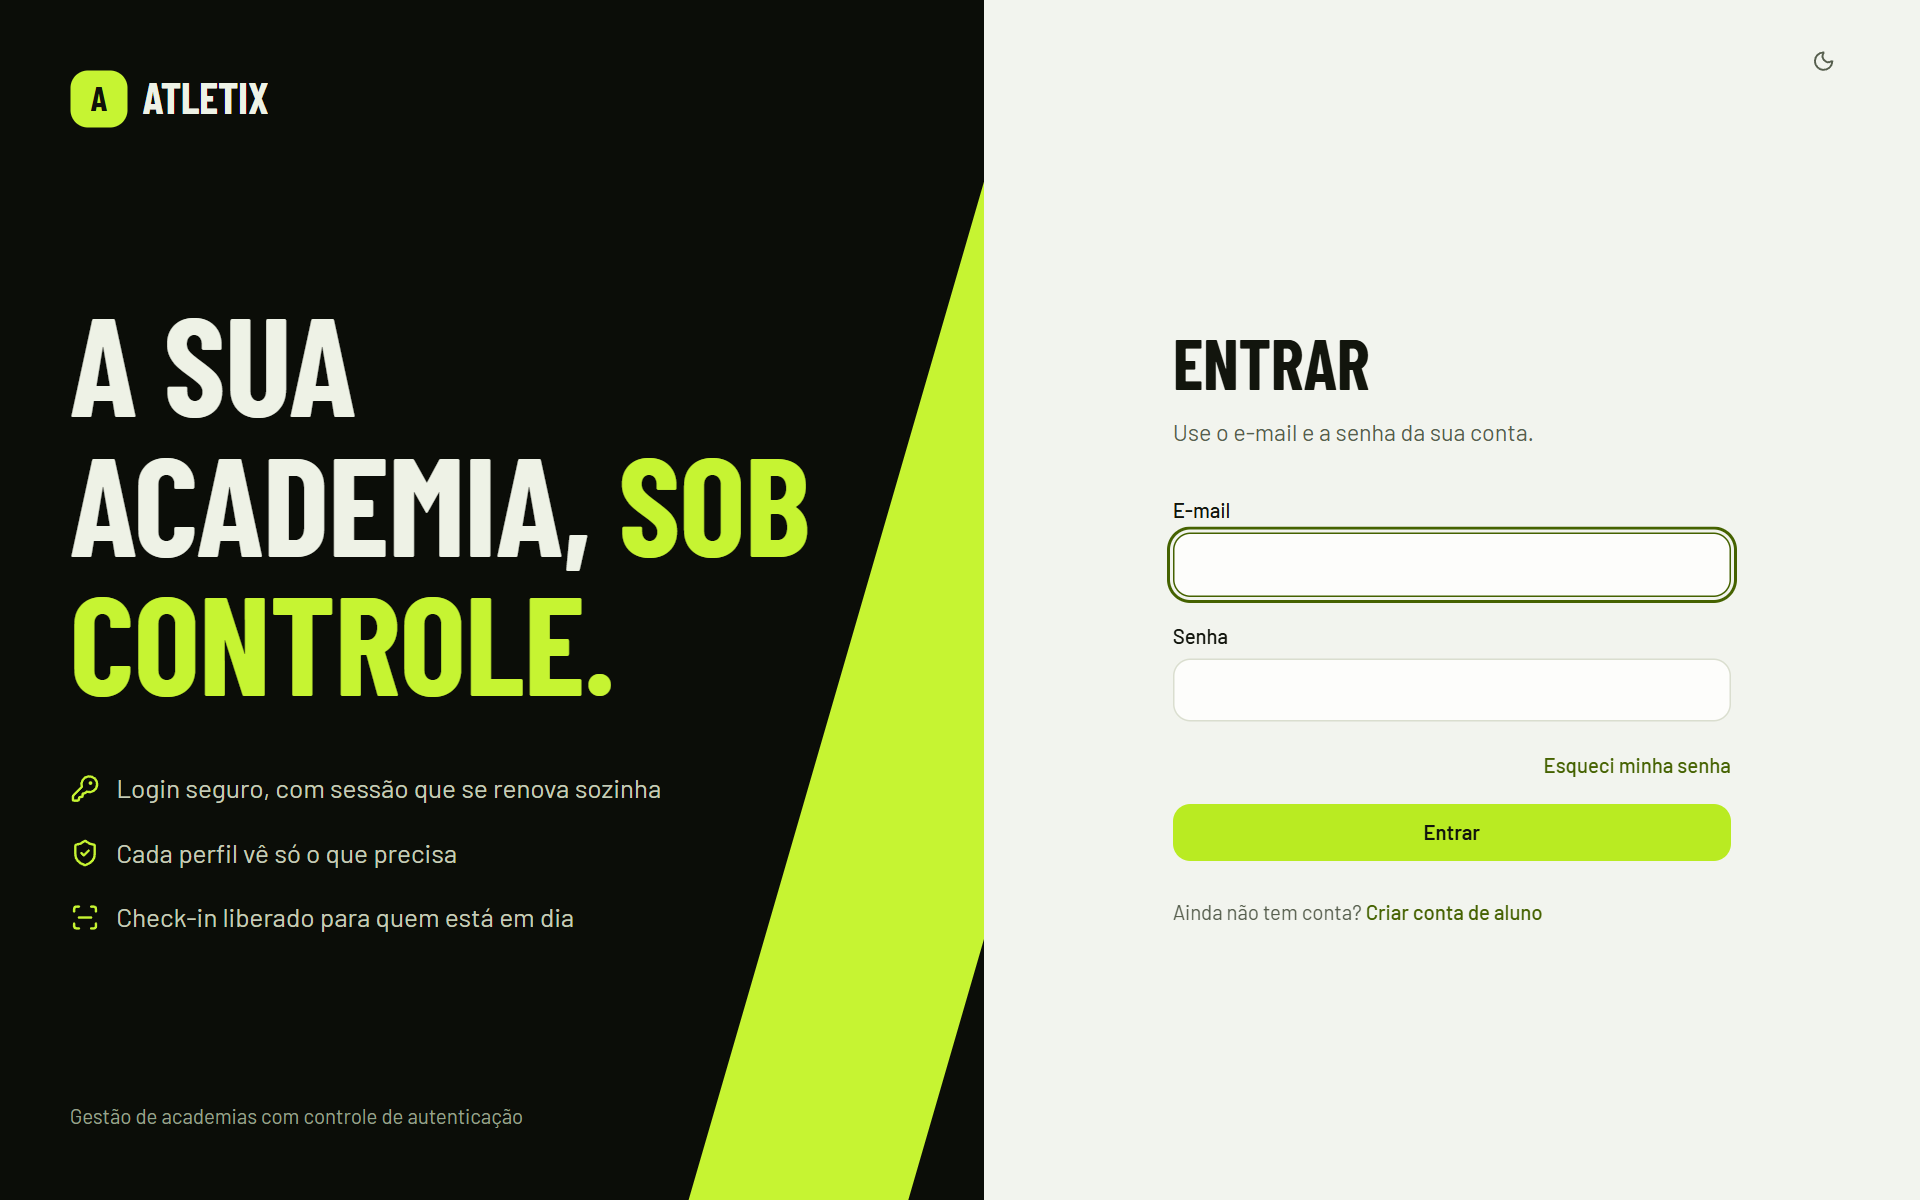 A ATLETIX
A SUA
ACADEMIA, SOB
CONTROLE.
Login seguro, com sessão que se renova sozinha
Cada perfil vê só o que precisa
Check-in liberado para quem está em dia
Gestão de academias com controle de autenticação
ENTRAR
Use o e-mail e a senha da sua conta.
E-mail
Senha
Esqueci minha senha
Entrar
Ainda não tem conta? Criar conta de aluno